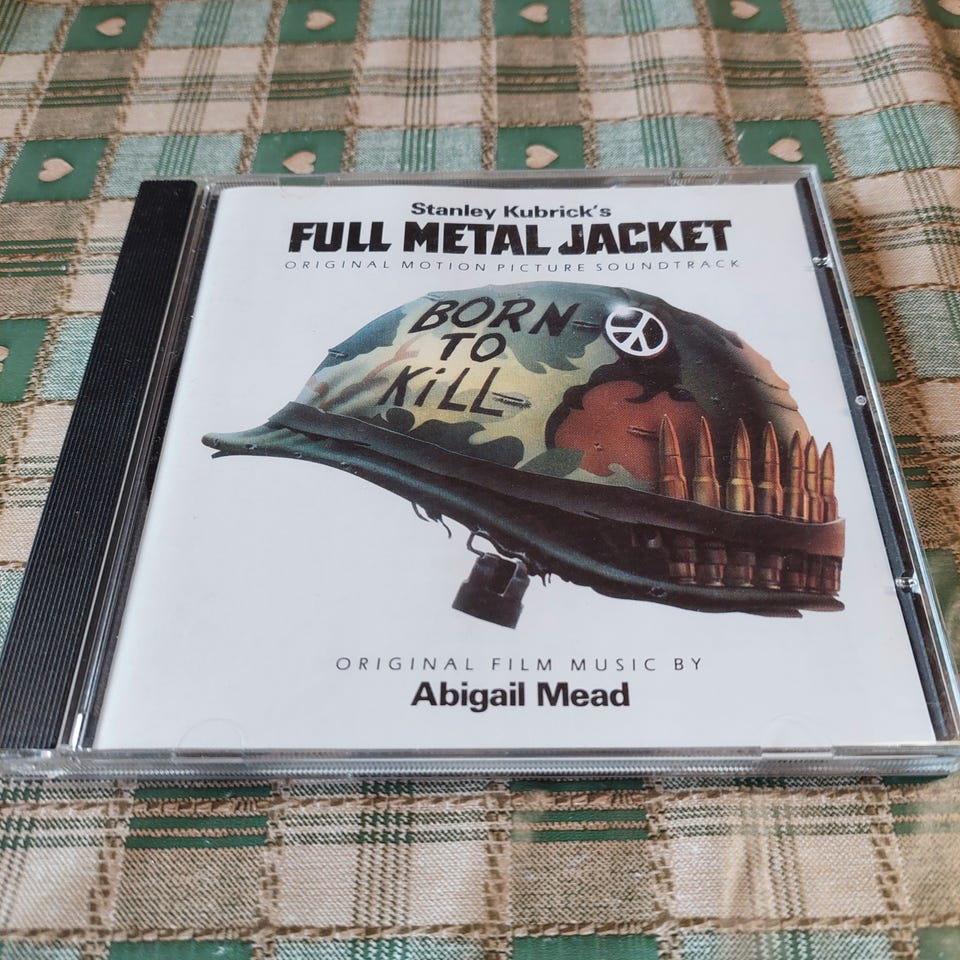 Stanley Kubrick's
FULL METAL JACKET
ORIGINAL MOTION PICTURE SOUNDTRACK
BORN
TO
KiLL
ORIGINAL FILM MUSIC BY
Abigail Mead